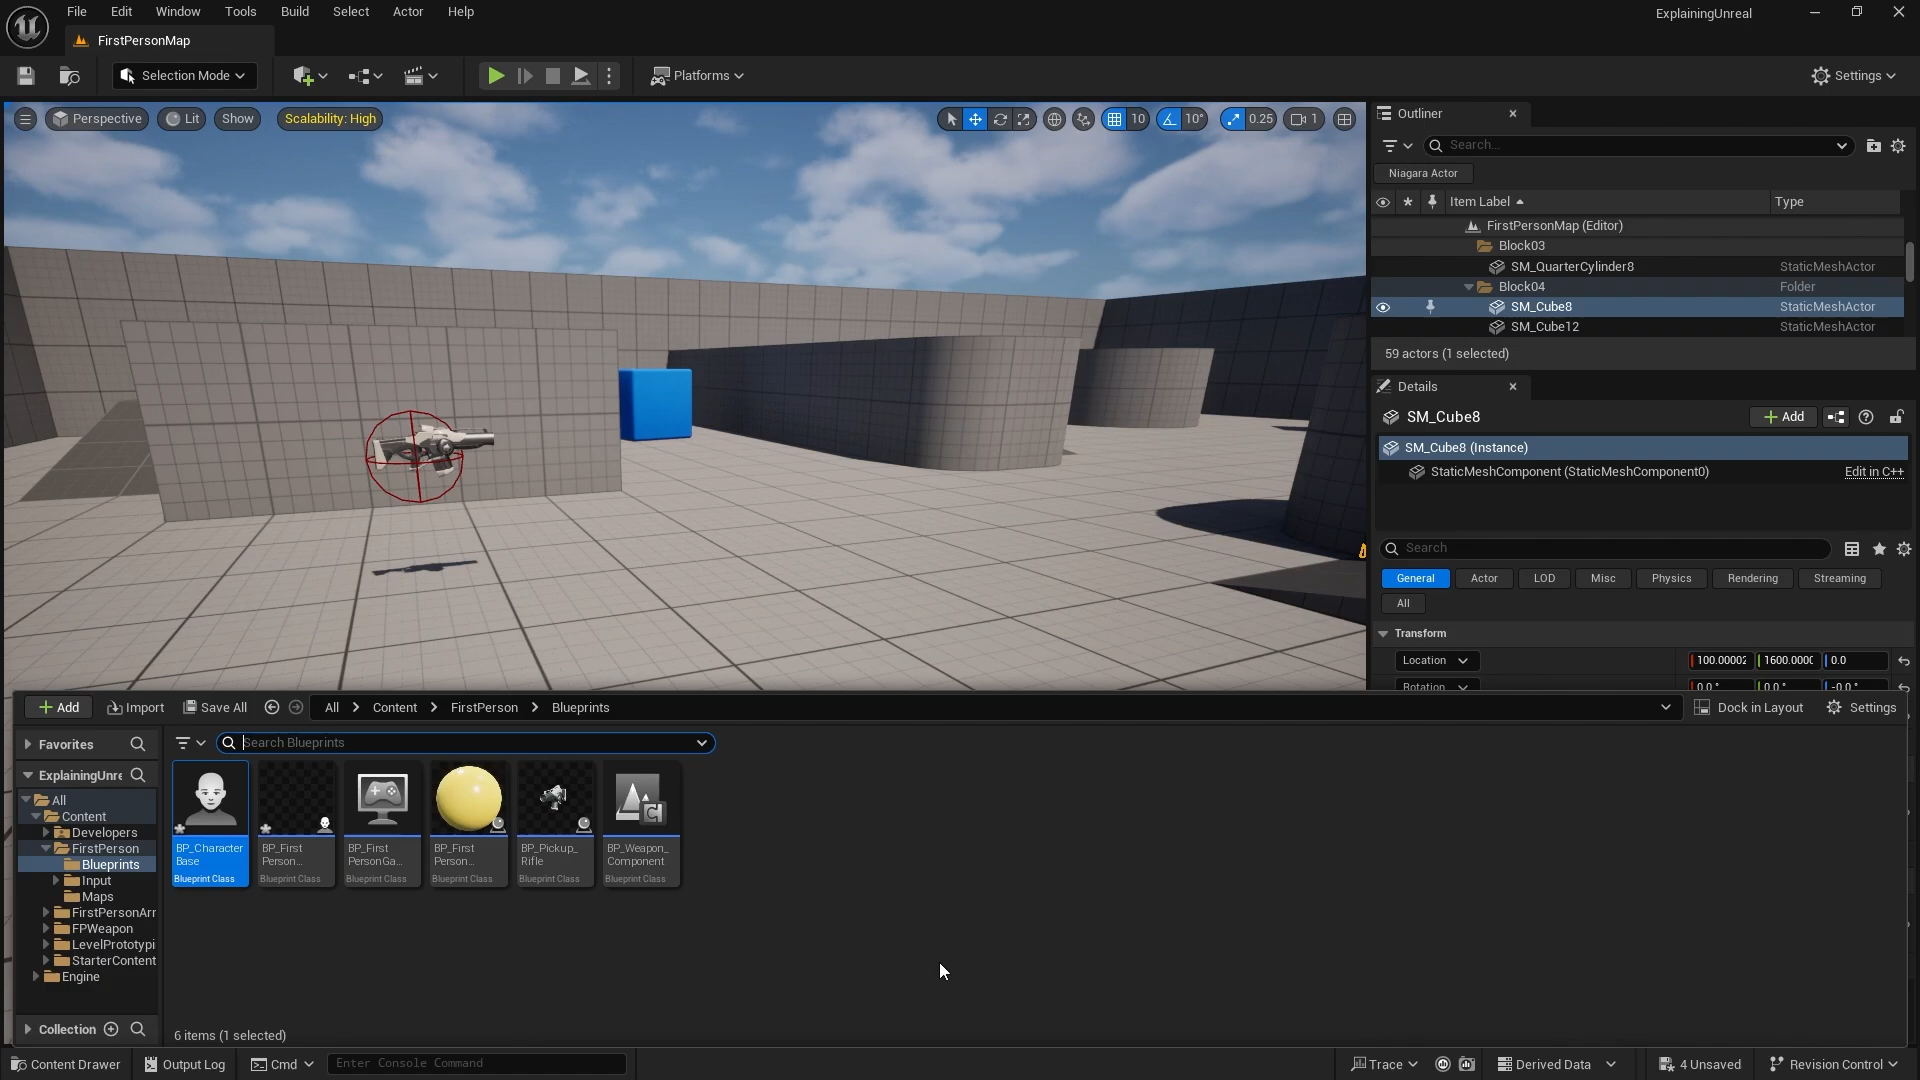 File Edit Window Tools Build Select Actor Help
ExplainingUnreal
FirstPersonMap
Selection Mode
Platforms
Settings
Perspective Lit Show Scalability: High
10 10° 0.25 1
Outliner
Search...
Niagara Actor
Item Label Type
FirstPersonMap (Editor)
Block03
SM_QuarterCylinder8 StaticMeshActor
Block04 Folder
SM_Cube8 StaticMeshActor
SM_Cube12 StaticMeshActor
59 actors (1 selected)
Details
SM_Cube8
Add
SM_Cube8 (Instance)
StaticMeshComponent (StaticMeshComponent0) Edit in C++
Search
General Actor LOD Misc Physics Rendering Streaming
All
Transform
Location 100.00002 1600.000( 0.0
Rotation 0.0° 0.0° -0.0°
Add Import Save All All Content FirstPerson Blueprints Dock in Layout Settings
Favorites
Search Blueprints
ExplainingUnre
All
Content
Developers
FirstPerson
Blueprints
Input
Maps
FirstPersonArr
FPWeapon
LevelPrototypi
StarterContent
Engine
Collection
BP_Character
Base
Blueprint Class
BP_First
Person...
Blueprint Class
BP_First
PersonGa...
Blueprint Class
BP_First
Person...
Blueprint Class
BP_Pickup_
Rifle
Blueprint Class
BP_Weapon_
Component
Blueprint Class
6 items (1 selected)
Content Drawer Output Log Cmd Enter Console Command Trace Derived Data 4 Unsaved Revision Control